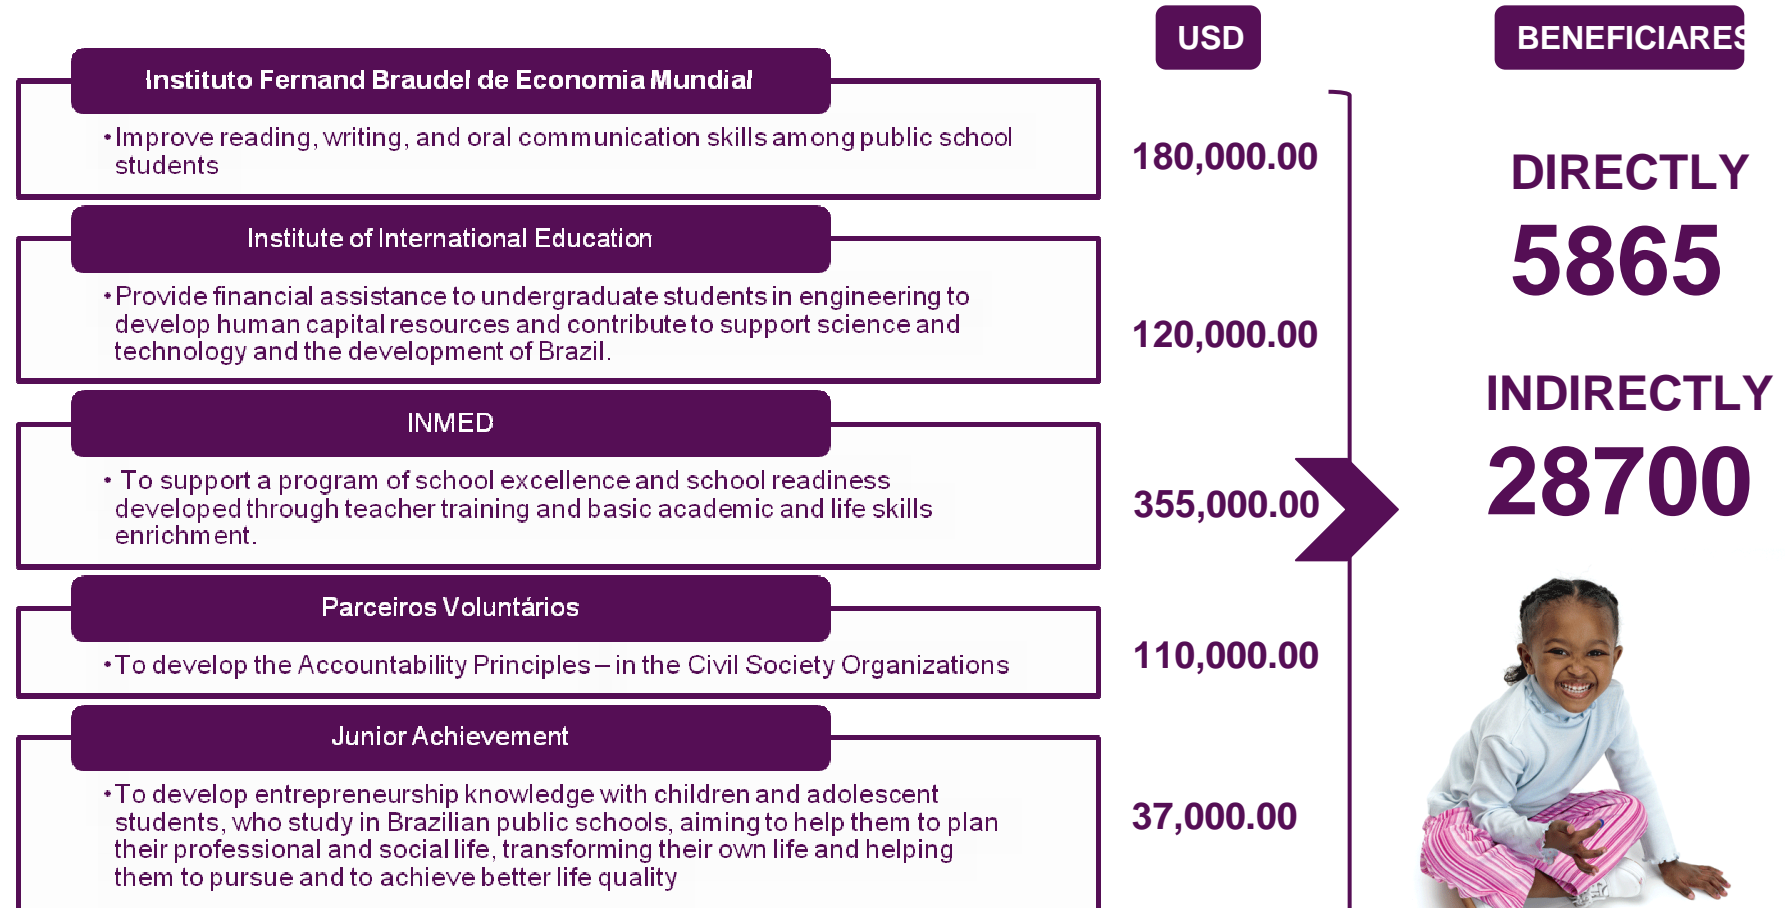 USD
BENEFICIARES
Instituto Fernand Braudel de Economia Mundial
•Improve reading, writing, and oral communication skills among public school
students
180,000.00
Institute of International Education
•Provide financial assistance to undergraduate students in engineering to
develop human capital resources and contribute to support science and
technology and the development of Brazil.
120,000.00
INMED
• To support a program of school excellence and school readiness
developed through teacher training and basic academic and life skills
enrichment.
355,000.00
Parceiros Voluntários
•To develop the Accountability Principles – in the Civil Society Organizations
110,000.00
Junior Achievement
•To develop entrepreneurship knowledge with children and adolescent
students, who study in Brazilian public schools, aiming to help them to plan
their professional and social life, transforming their own life and helping
them to pursue and to achieve better life quality
37,000.00
DIRECTLY
5865
INDIRECTLY
28700